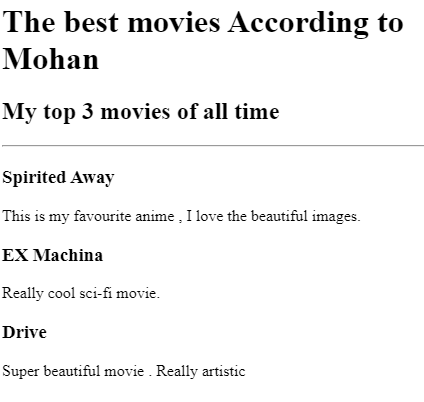 The best movies According to
Mohan
My top 3 movies of all time
Spirited Away
This is my favourite anime , I love the beautiful images.
EX Machina
Really cool sci-fi movie.
Drive
Super beautiful movie . Really artistic